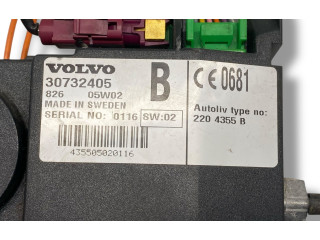 VOLVO
30732405
826 05W02
MADE IN SWEDEN
SERIAL NO: 0116 SW:02
435505020116
B
CE 0681
Autoliv type no:
220 4355 B